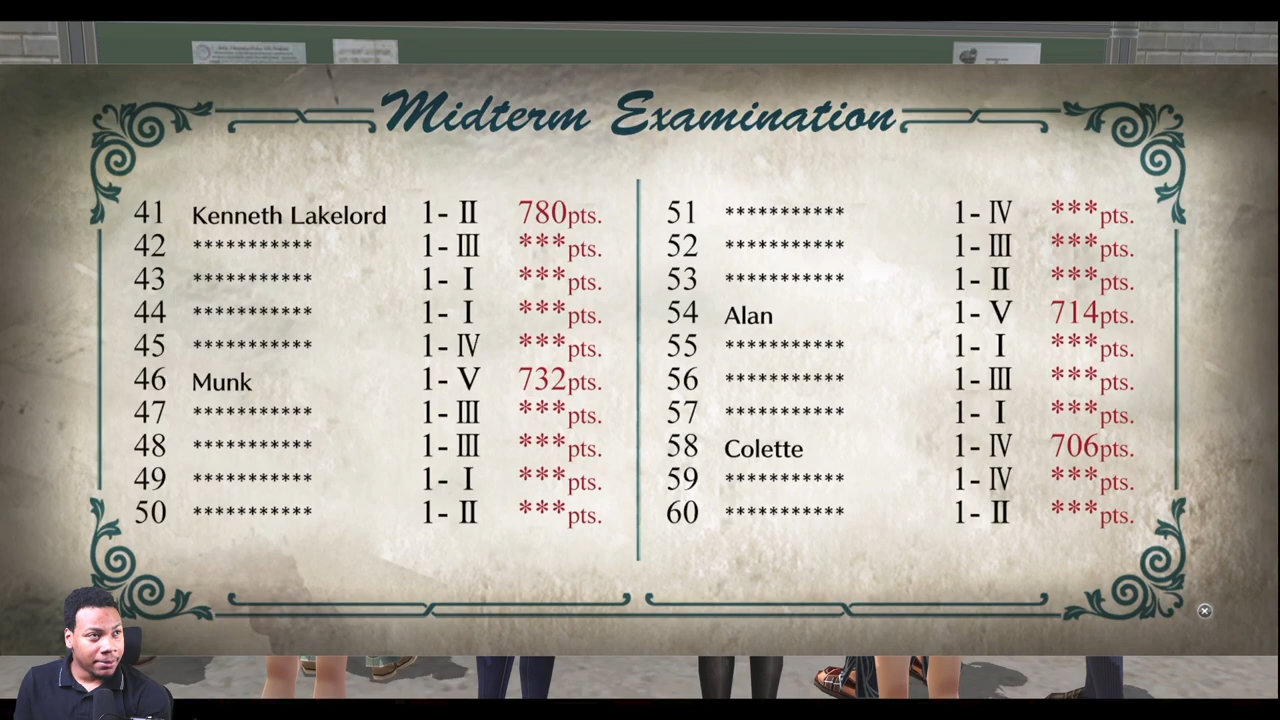 Midterm Examination
41 Kenneth Lakelord 1- II 780pts.
42 *********** 1- III ***pts.
43 *********** 1- I ***pts.
44 *********** 1- I ***pts.
45 *********** 1- IV ***pts.
46 Munk 1- V 732pts.
47 *********** 1- III ***pts.
48 *********** 1- III ***pts.
49 *********** 1- I ***pts.
50 *********** 1- II ***pts.
51 *********** 1- IV ***pts.
52 *********** 1- III ***pts.
53 *********** 1- II ***pts.
54 Alan 1- V 714pts.
55 *********** 1- I ***pts.
56 *********** 1- III ***pts.
57 *********** 1- I ***pts.
58 Colette 1- IV 706pts.
59 *********** 1- IV ***pts.
60 *********** 1- II ***pts.